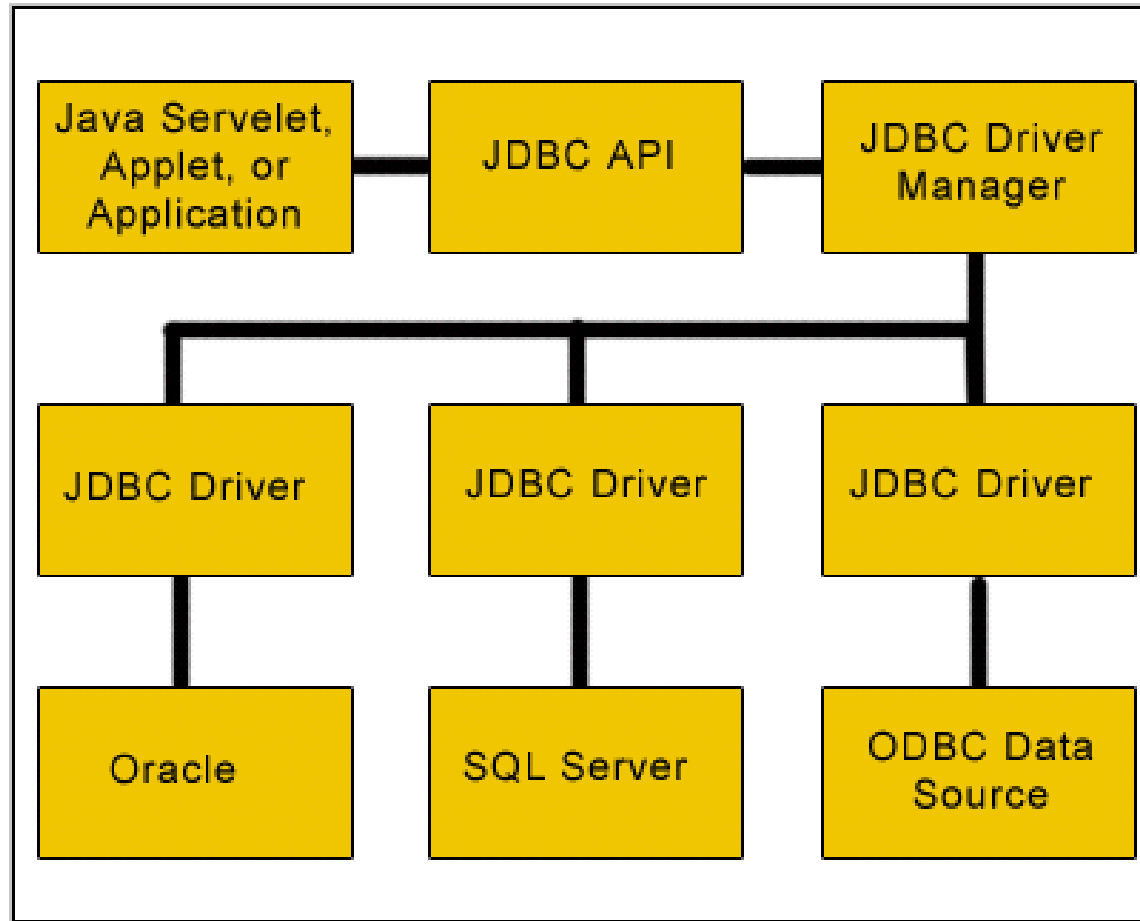 Java Servelet,
Applet, or
Application
JDBC API
JDBC Driver
Manager
JDBC Driver
JDBC Driver
JDBC Driver
Oracle
SQL Server
ODBC Data
Source